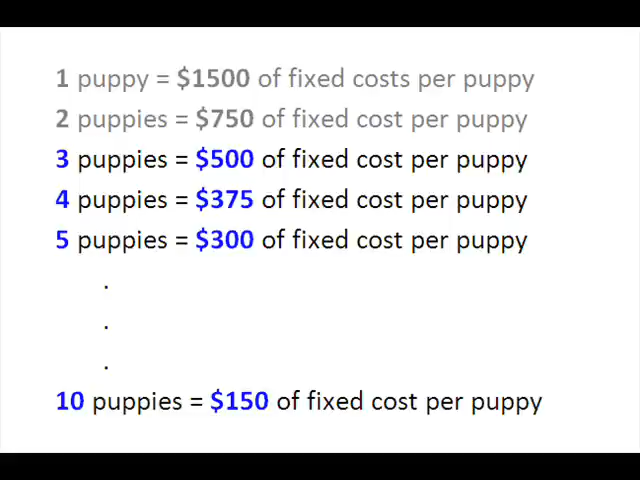 1 puppy = $1500 of fixed costs per puppy
2 puppies = $750 of fixed cost per puppy
3 puppies = $500 of fixed cost per puppy
4 puppies = $375 of fixed cost per puppy
5 puppies = $300 of fixed cost per puppy
.
.
.
10 puppies = $150 of fixed cost per puppy